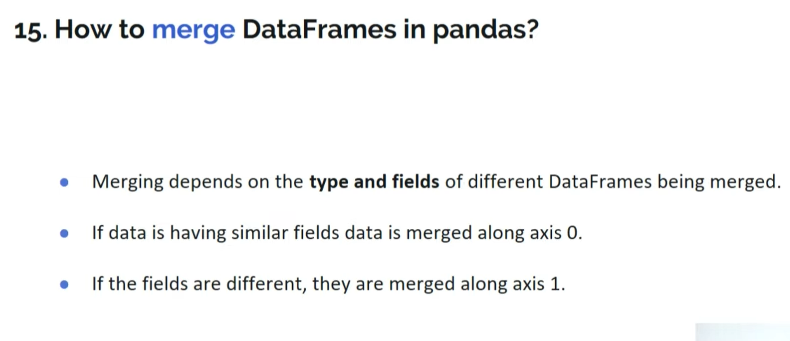 15. How to merge DataFrames in pandas?
• Merging depends on the type and fields of different DataFrames being merged.
• If data is having similar fields data is merged along axis 0.
• If the fields are different, they are merged along axis 1.